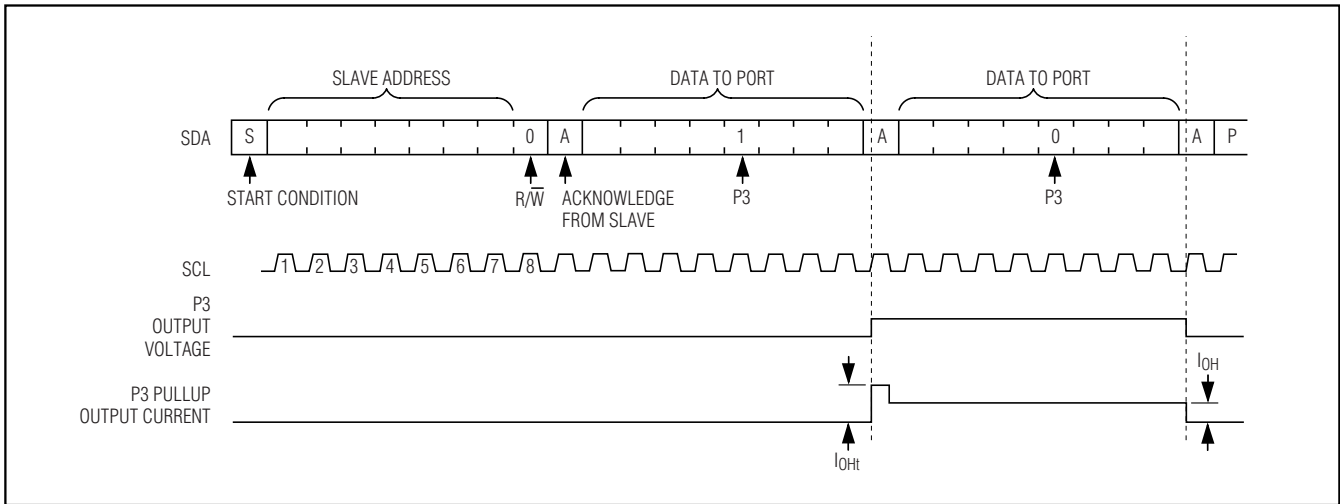 SLAVE ADDRESS DATA TO PORT DATA TO PORT
SDA S 0 A 1 A 0 A P
START CONDITION R/W̅ ACKNOWLEDGE FROM SLAVE P3 P3
SCL 1 2 3 4 5 6 7 8
P3
OUTPUT
VOLTAGE
IOH
P3 PULLUP
OUTPUT CURRENT
IOHt